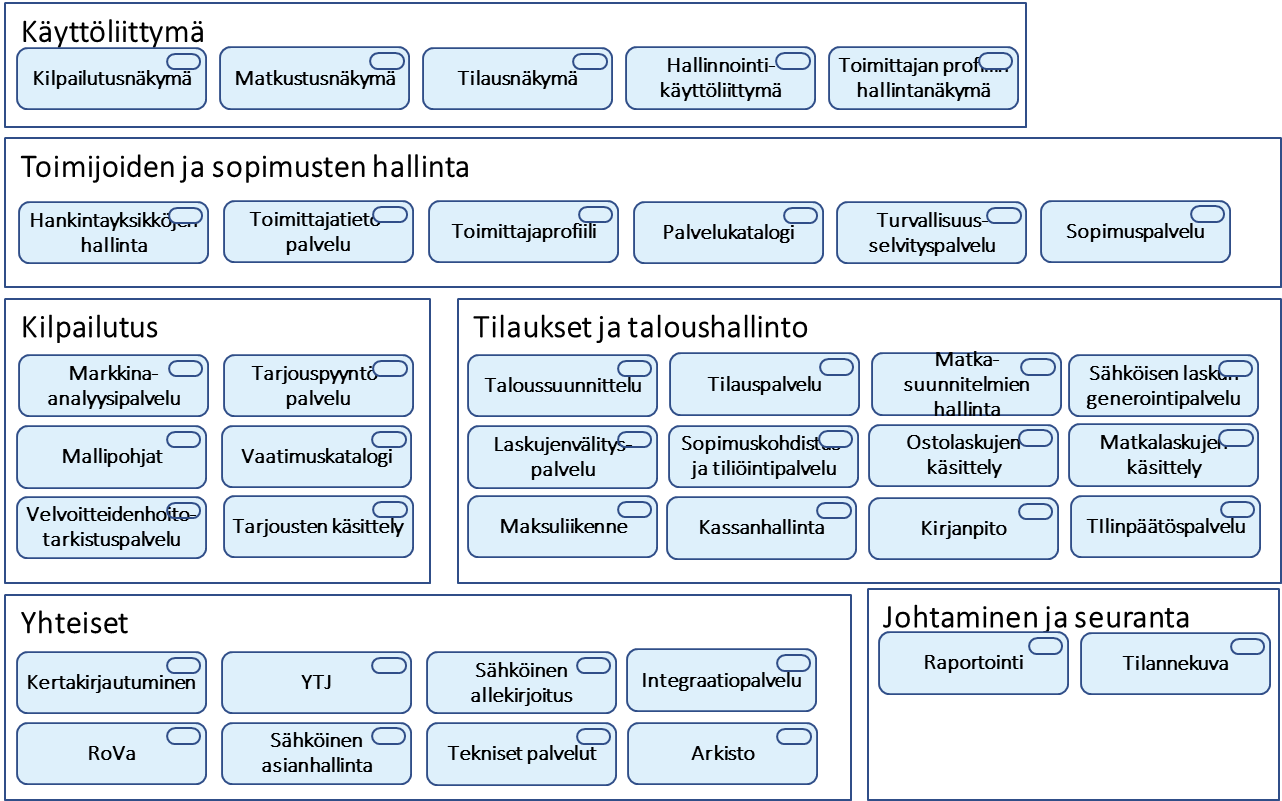 Käyttöliittymä
Kilpailutusnäkymä
Matkustusnäkymä
Tilausnäkymä
Hallinnointi-
käyttöliittymä
Toimittajan profiilin
hallintanäkymä
Toimijoiden ja sopimusten hallinta
Hankintayksikköjen
hallinta
Toimittajatieto
palvelu
Toimittajaprofiili
Palvelukatalogi
Turvallisuus-
selvityspalvelu
Sopimuspalvelu
Kilpailutus
Markkina-
analyysipalvelu
Tarjouspyyntö
palvelu
Mallipohjat
Vaatimuskatalogi
Velvoitteidenhoito-
tarkistuspalvelu
Tarjousten käsittely
Tilaukset ja taloushallinto
Taloussuunnittelu
Tilauspalvelu
Matka-
suunnitelmien
hallinta
Sähköisen laskun
generointipalvelu
Laskujenvälitys-
palvelu
Sopimuskohdistus
ja tiliöintipalvelu
Ostolaskujen
käsittely
Matkalaskujen
käsittely
Maksuliikenne
Kassanhallinta
Kirjanpito
TIlinpäätöspalvelu
Yhteiset
Kertakirjautuminen
YTJ
Sähköinen
allekirjoitus
Integraatiopalvelu
RoVa
Sähköinen
asianhallinta
Tekniset palvelut
Arkisto
Johtaminen ja seuranta
Raportointi
Tilannekuva